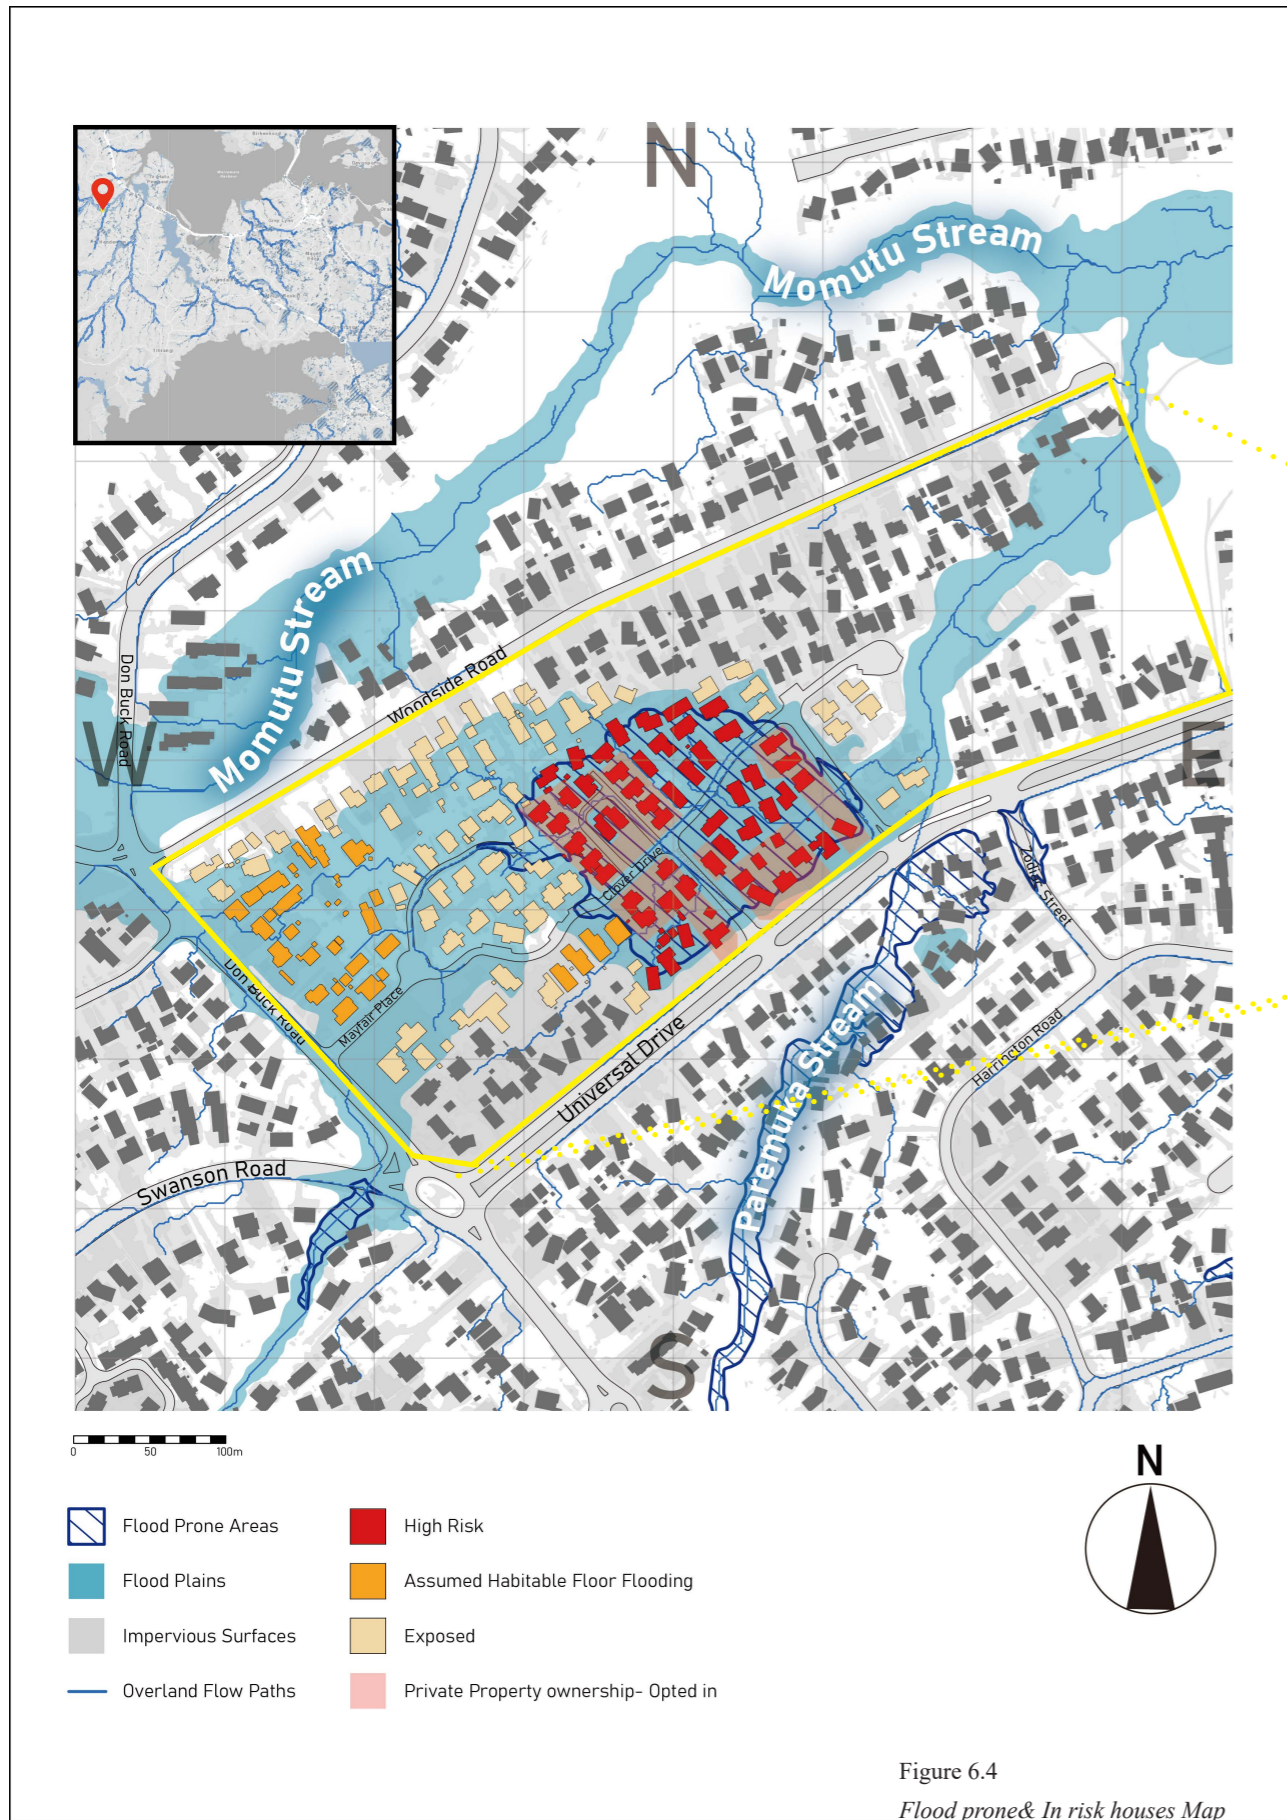 N
Momutu Stream
Momutu Stream
Don Buck Road
W
Woodside Road
E
Clover Drive
Zodiac Street
Don Buck Road
Mayfair Place
Universal Drive
Parem̶uka Stream
Harrington Road
Swanson Road
S
0 50 100m
N
Flood Prone Areas
High Risk
Flood Plains
Assumed Habitable Floor Flooding
Impervious Surfaces
Exposed
Overland Flow Paths
Private Property ownership- Opted in
Figure 6.4
Flood prone& In risk houses Map